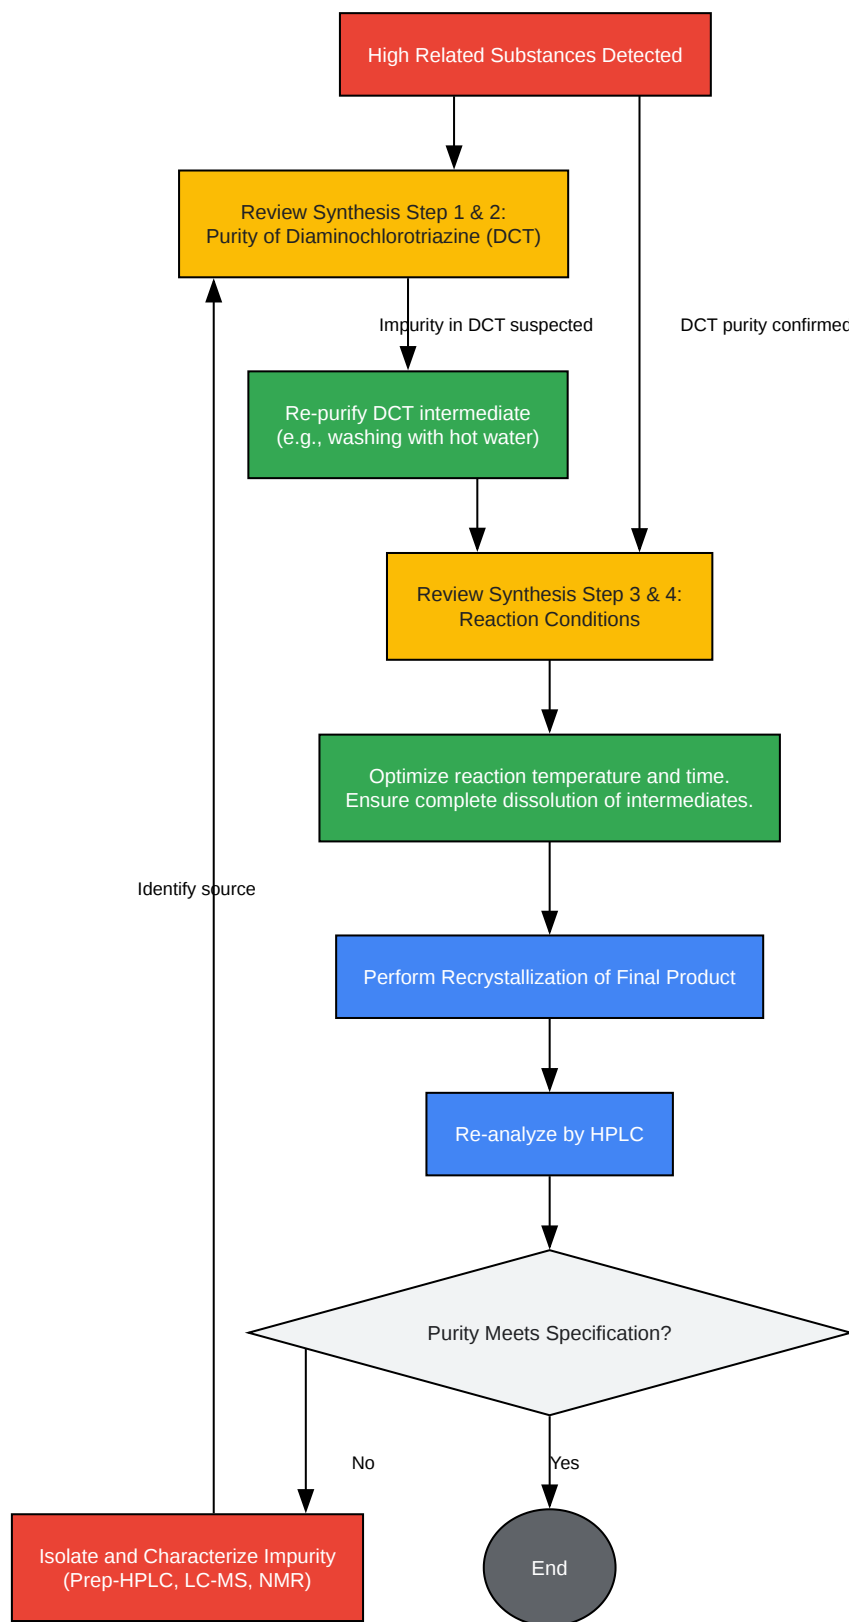 High Related Substances Detected
Review Synthesis Step 1 & 2:
Purity of Diaminochlorotriazine (DCT)
Impurity in DCT suspected
DCT purity confirmed
Re-purify DCT intermediate
(e.g., washing with hot water)
Review Synthesis Step 3 & 4:
Reaction Conditions
Optimize reaction temperature and time.
Ensure complete dissolution of intermediates.
Identify source
Perform Recrystallization of Final Product
Re-analyze by HPLC
Purity Meets Specification?
No
Yes
Isolate and Characterize Impurity
(Prep-HPLC, LC-MS, NMR)
End